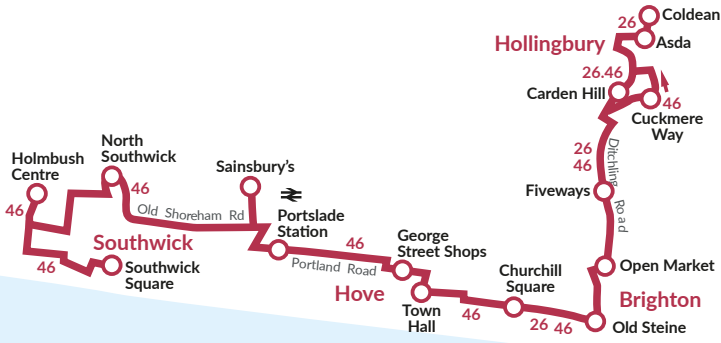 26
Coldean
Hollingbury
Asda
26.46
Carden Hill
46
Cuckmere
Way
26
46
Ditchling Road
Fiveways
North
Southwick
Holmbush
Centre
Sainsbury's
46
46
Old Shoreham Rd
Portslade
Station
Southwick
46
Southwick
Square
46
Portland Road
George
Street Shops
Hove
Town
Hall
46
Churchill
Square
26 46
Open Market
Brighton
Old Steine